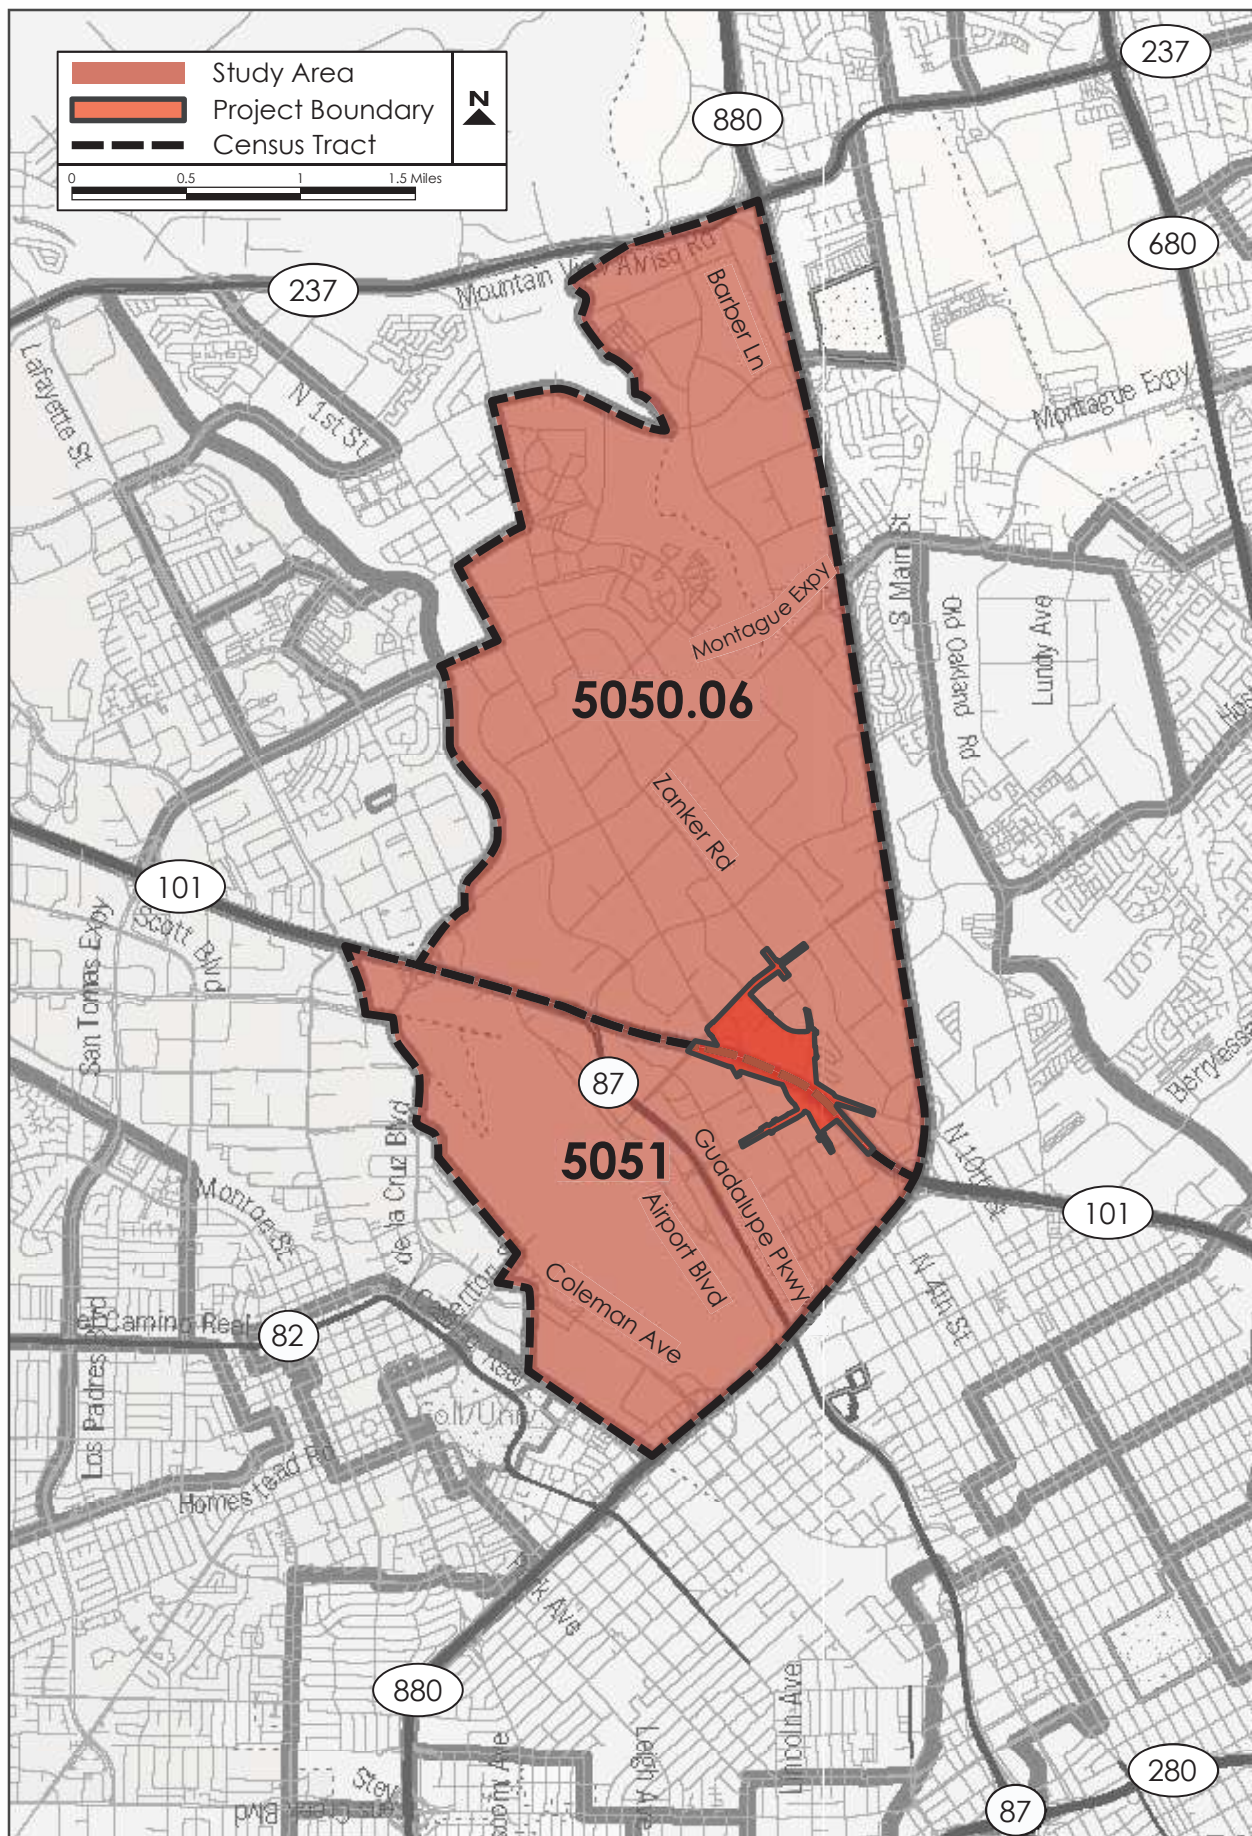 Study Area
Project Boundary
Census Tract
N
0 0.5 1 1.5 Miles
237
880
680
237
Mountain View Alviso Rd
Barber Ln
Lafayette St
N 1st St
Montague Expy
S Main St
Montague Expy
Old Oakland Rd
Lundy Ave
5050.06
Zanker Rd
101
Scott Blvd
San Tomas Expy
87
5051
Guadalupe Pkwy
Airport Blvd
de la Cruz Blvd
Monroe St
N 10th St
101
Coleman Ave
N 4th St
El Camino Real
82
Los Padres Blvd
Coll/Univ
Homestead Rd
Park Ave
880
Lincoln Ave
Leigh Ave
280
87